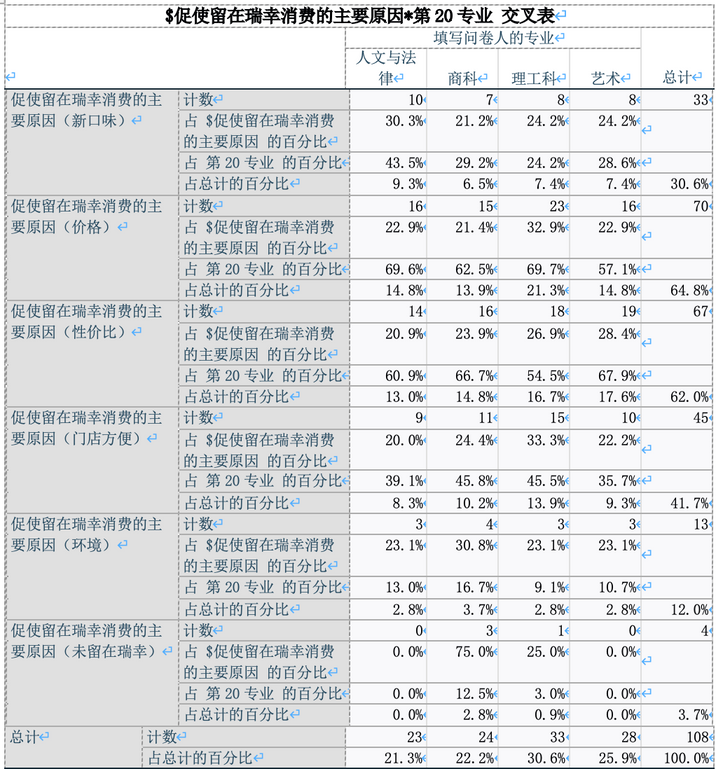 $促使留在瑞幸消费的主要原因*第 20 专业 交叉表
填写问卷人的专业
人文与法律 商科 理工科 艺术 总计
促使留在瑞幸消费的主要原因（新口味） 计数 10 7 8 8 33
占 $促使留在瑞幸消费的主要原因 的百分比 30.3% 21.2% 24.2% 24.2%
占 第 20 专业 的百分比 43.5% 29.2% 24.2% 28.6%
占总计的百分比 9.3% 6.5% 7.4% 7.4% 30.6%
促使留在瑞幸消费的主要原因（价格） 计数 16 15 23 16 70
占 $促使留在瑞幸消费的主要原因 的百分比 22.9% 21.4% 32.9% 22.9%
占 第 20 专业 的百分比 69.6% 62.5% 69.7% 57.1%
占总计的百分比 14.8% 13.9% 21.3% 14.8% 64.8%
促使留在瑞幸消费的主要原因（性价比） 计数 14 16 18 19 67
占 $促使留在瑞幸消费的主要原因 的百分比 20.9% 23.9% 26.9% 28.4%
占 第 20 专业 的百分比 60.9% 66.7% 54.5% 67.9%
占总计的百分比 13.0% 14.8% 16.7% 17.6% 62.0%
促使留在瑞幸消费的主要原因（门店方便） 计数 9 11 15 10 45
占 $促使留在瑞幸消费的主要原因 的百分比 20.0% 24.4% 33.3% 22.2%
占 第 20 专业 的百分比 39.1% 45.8% 45.5% 35.7%
占总计的百分比 8.3% 10.2% 13.9% 9.3% 41.7%
促使留在瑞幸消费的主要原因（环境） 计数 3 4 3 3 13
占 $促使留在瑞幸消费的主要原因 的百分比 23.1% 30.8% 23.1% 23.1%
占 第 20 专业 的百分比 13.0% 16.7% 9.1% 10.7%
占总计的百分比 2.8% 3.7% 2.8% 2.8% 12.0%
促使留在瑞幸消费的主要原因（未留在瑞幸） 计数 0 3 1 0 4
占 $促使留在瑞幸消费的主要原因 的百分比 0.0% 75.0% 25.0% 0.0%
占 第 20 专业 的百分比 0.0% 12.5% 3.0% 0.0%
占总计的百分比 0.0% 2.8% 0.9% 0.0% 3.7%
总计 计数 23 24 33 28 108
占总计的百分比 21.3% 22.2% 30.6% 25.9% 100.0%